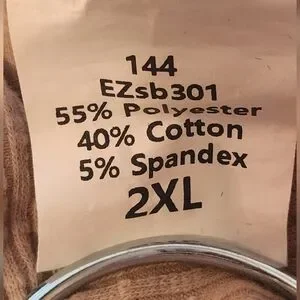 144
EZsb301
55% Polyester
40% Cotton
5% Spandex
2XL